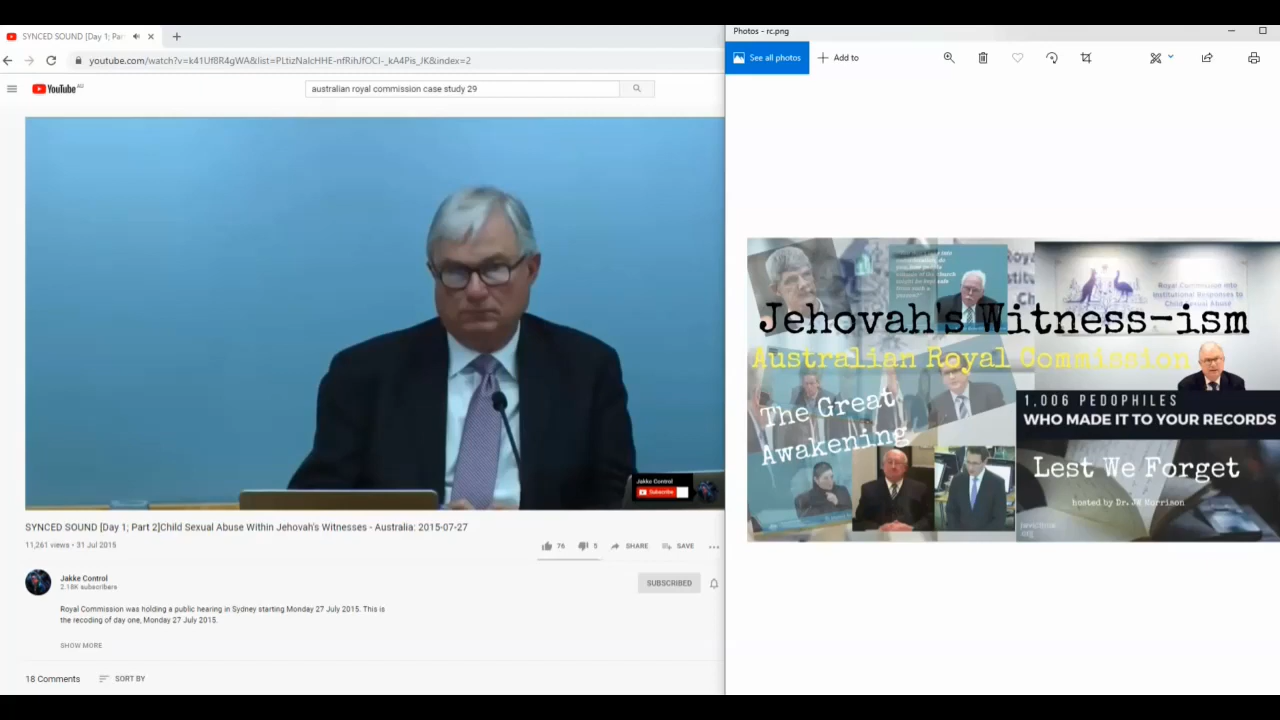 SYNCED SOUND [Day 1; Par
youtube.com/watch?v=k41Uf8R4gWA&list=PLtizNalcHHE-nfRihJfOCI-_kA4Pis_JK&index=2
YouTube AU
australian royal commission case study 29
Jakke Control
Subscribe
SYNCED SOUND [Day 1; Part 2]Child Sexual Abuse Within Jehovah's Witnesses - Australia: 2015-07-27
11,261 views • 31 Jul 2015
76
5
SHARE
SAVE
Jakke Control
2.18K subscribers
SUBSCRIBED
Royal Commission was holding a public hearing in Sydney starting Monday 27 July 2015. This is
the recoding of day one, Monday 27 July 2015.
SHOW MORE
18 Comments
SORT BY
Photos - rc.png
See all photos
Add to
Royal Commission into
Institutional Responses to
Child Sexual Abuse
Jehovah's Witness-ism
Australian Royal Commission
The Great
Awakening
1,006 PEDOPHILES
WHO MADE IT TO YOUR RECORDS
Lest We Forget
hosted by Dr. JR Morrison